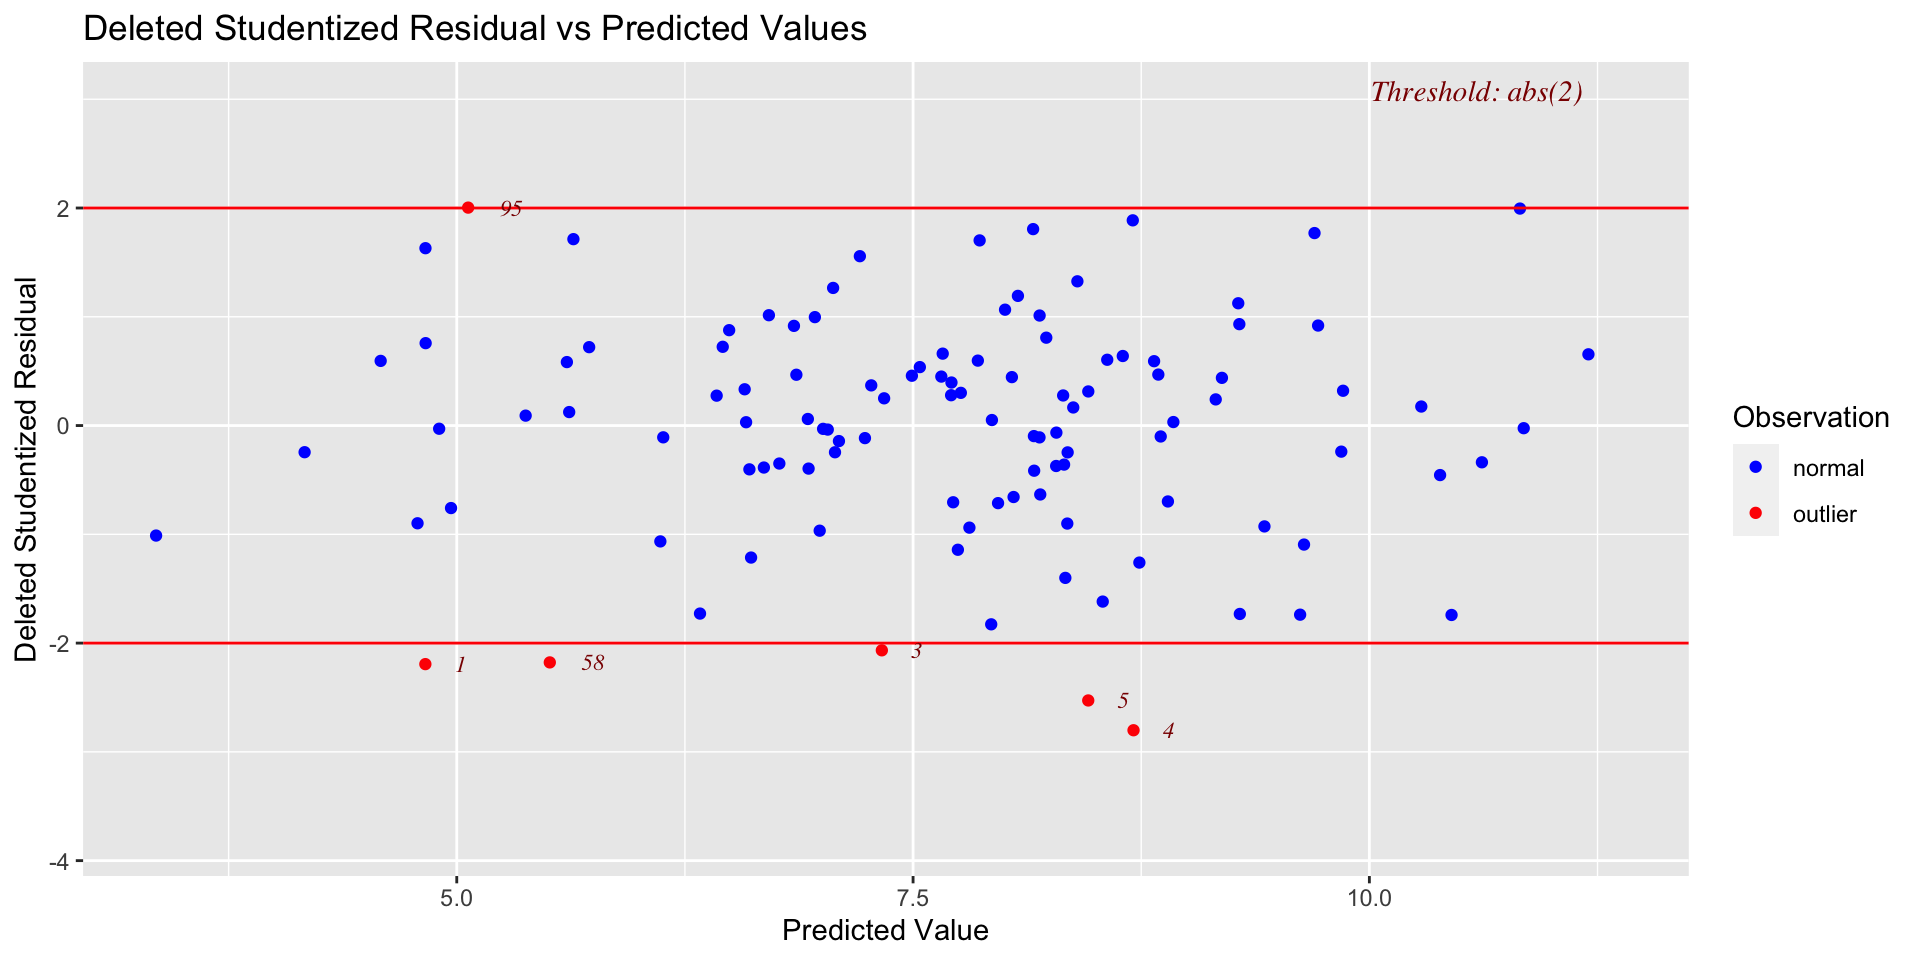 Deleted Studentized Residual vs Predicted Values
Threshold: abs(2)
Deleted Studentized Residual
2
0
-2
-4
95
1
58
3
5
4
5.0
7.5
10.0
Predicted Value
Observation
normal
outlier